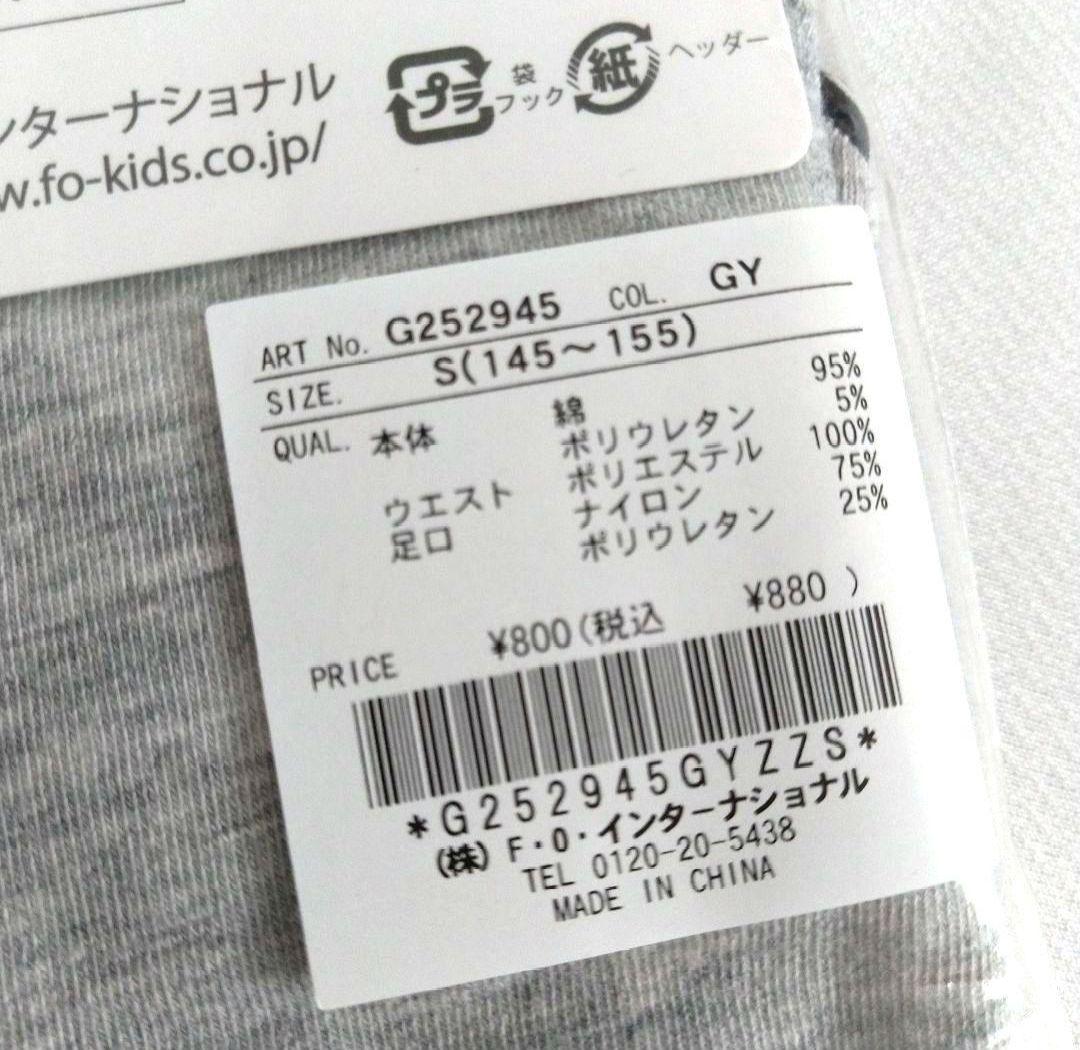 プラ 袋 フック 紙 ヘッダー
ンターナショナル
w.fo-kids.co.jp/
ART No. G252945 COL. GY
SIZE. S(145～155)
QUAL. 本体 綿 95%
ポリウレタン 5%
ウエスト ポリエステル 100%
足口 ナイロン 75%
ポリウレタン 25%
PRICE ¥800(税込 ¥880 )
*G252945GYZZS*
(株) F・O・インターナショナル
TEL 0120-20-5438
MADE IN CHINA